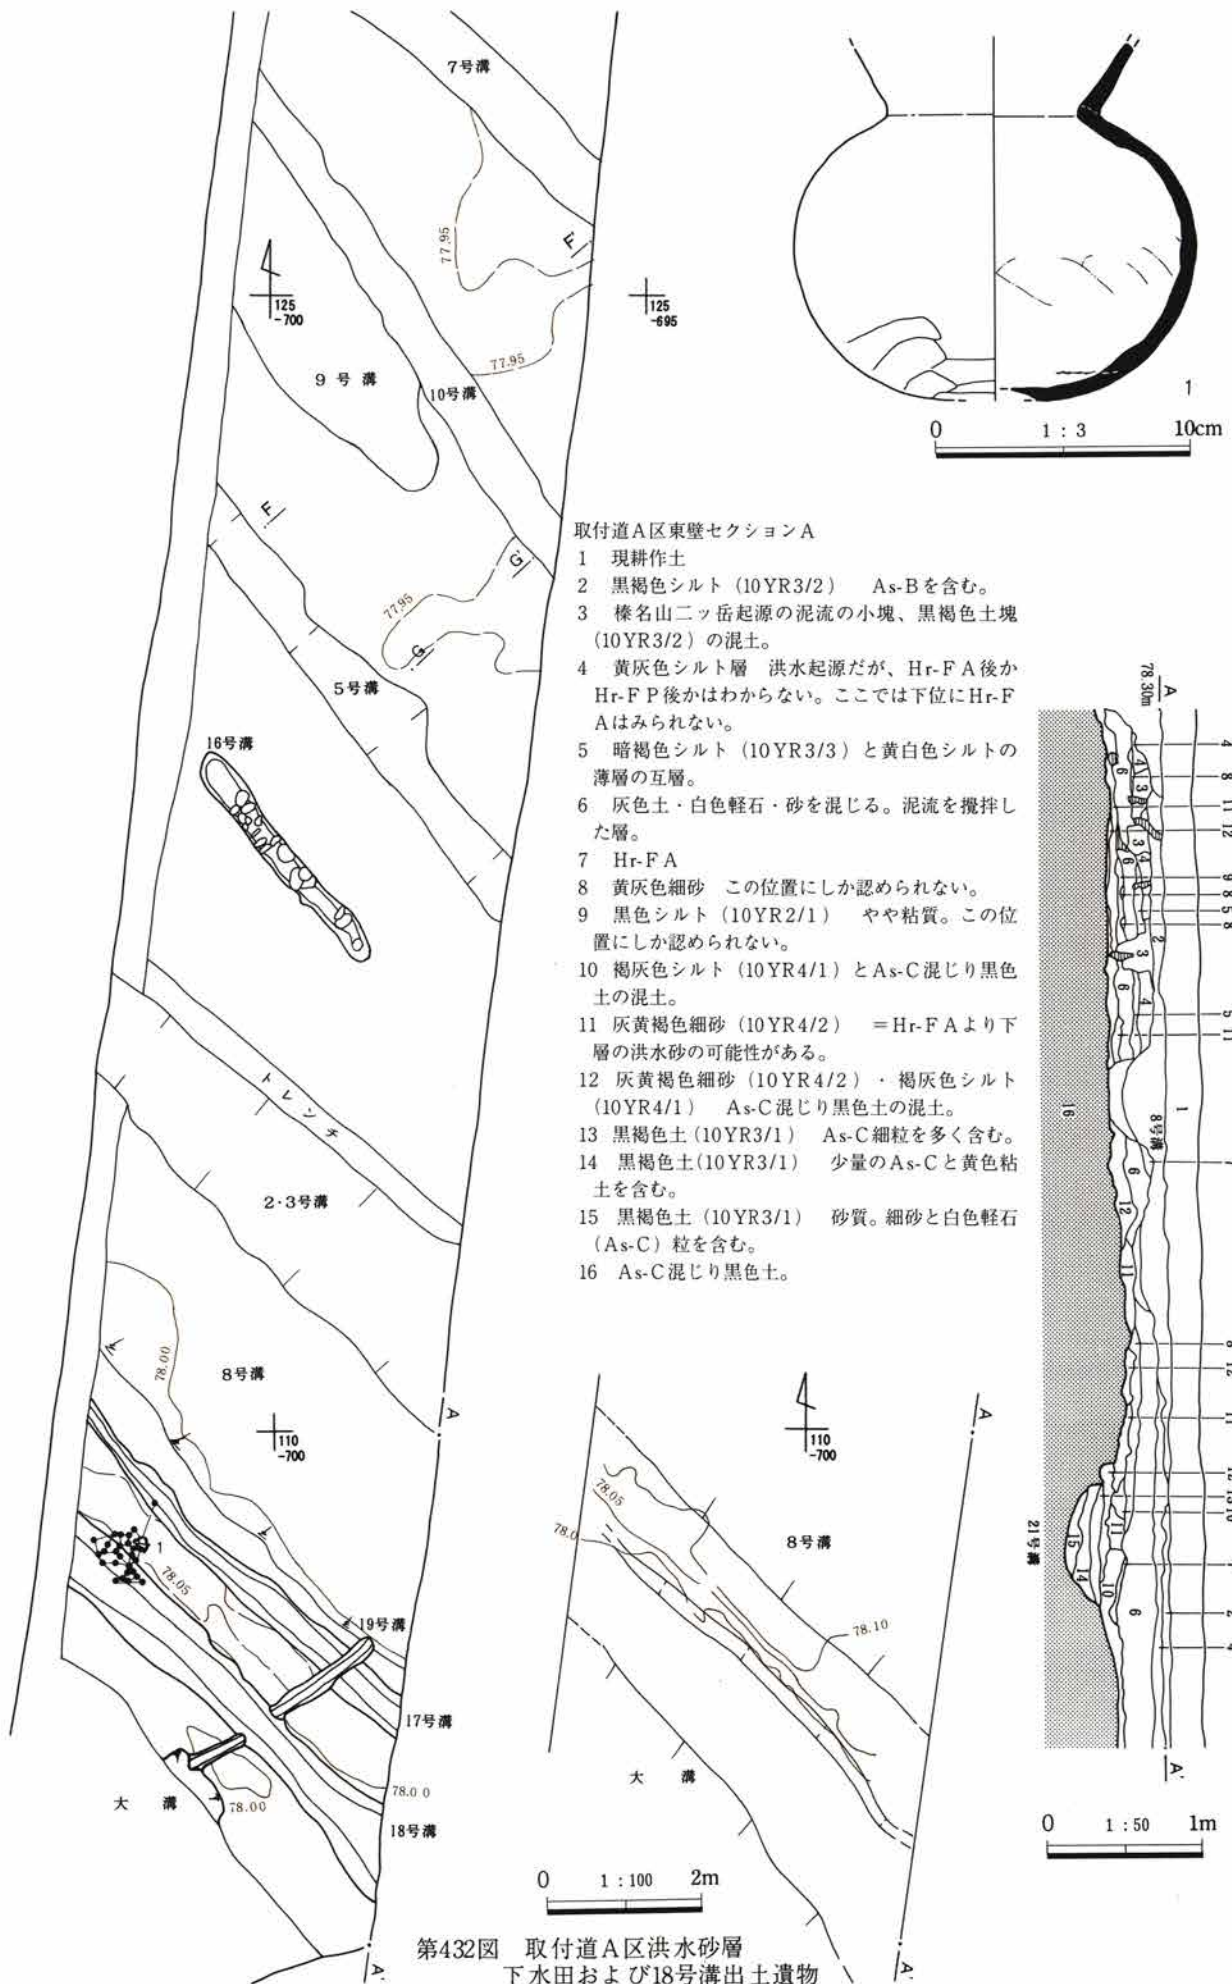 7号溝
77.95
F'
125
-700
125
-695
77.95
9号溝
10号溝
F
G'
77.95
G
5号溝
16号溝
トレンチ
2·3号溝
78.00
8号溝
A
110
-700
1
78.05
19号溝
17号溝
78.00
大溝
78.00
18号溝
A'
1
0 1:3 10cm
取付道A区東壁セクションA
1 現耕作土
2 黒褐色シルト(10YR3/2) As-Bを含む。
3 榛名山二ッ岳起源の泥流の小塊、黒褐色土塊
(10YR3/2)の混土。
4 黄灰色シルト層 洪水起源だが、Hr-FA後か
Hr-FP後かはわからない。ここでは下位にHr-F
Aはみられない。
5 暗褐色シルト(10YR3/3)と黄白色シルトの
薄層の互層。
6 灰色土・白色軽石・砂を混じる。泥流を攪拌し
た層。
7 Hr-FA
8 黄灰色細砂 この位置にしか認められない。
9 黒色シルト(10YR2/1) やや粘質。この位
置にしか認められない。
10 褐灰色シルト(10YR4/1)とAs-C混じり黒色
土の混土。
11 灰黄褐色細砂(10YR4/2) =Hr-FAより下
層の洪水砂の可能性がある。
12 灰黄褐色細砂(10YR4/2)・褐灰色シルト
(10YR4/1) As-C混じり黒色土の混土。
13 黒褐色土(10YR3/1) As-C細粒を多く含む。
14 黒褐色土(10YR3/1) 少量のAs-Cと黄色粘
土を含む。
15 黒褐色土(10YR3/1) 砂質。細砂と白色軽石
(As-C)粒を含む。
16 As-C混じり黒色土。
78.30m
A
4
8
11
12
9
8
5
8
5
11
16
8号溝
1
21号溝
15
14
10
6
A'
0 1:50 1m
110
-700
A
78.05
78.0
8号溝
78.10
大溝
A'
0 1:100 2m
第432図 取付道A区洪水砂層
下水田および18号溝出土遺物